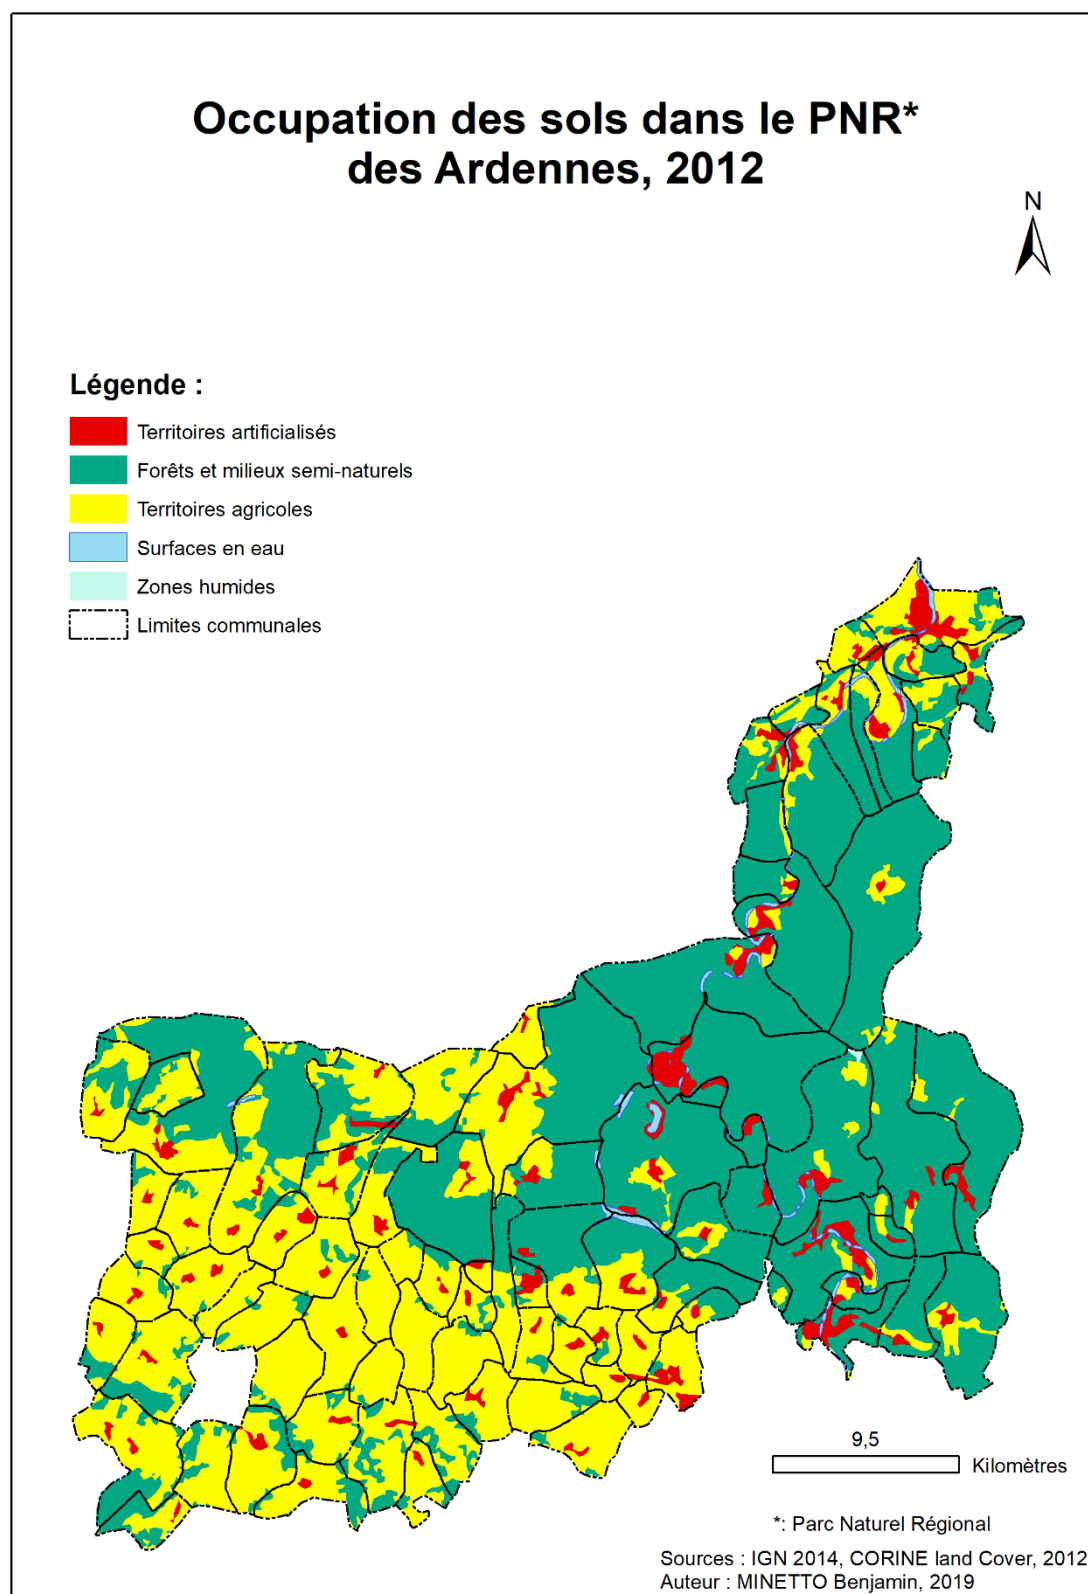 Occupation des sols dans le PNR*
des Ardennes, 2012
N
Légende :
Territoires artificialisés
Forêts et milieux semi-naturels
Territoires agricoles
Surfaces en eau
Zones humides
Limites communales
9,5
Kilomètres
*: Parc Naturel Régional
Sources : IGN 2014, CORINE land Cover, 2012
Auteur : MINETTO Benjamin, 2019